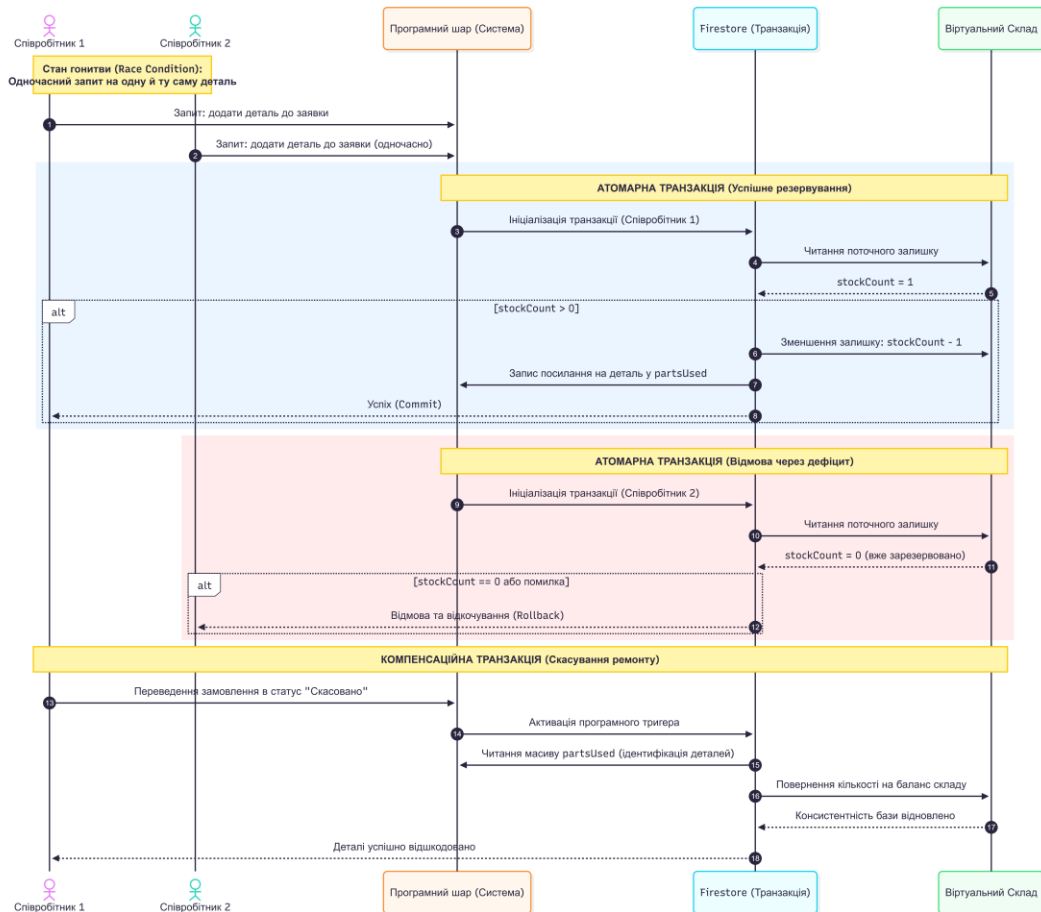 Співробітник 1
Співробітник 2
Програмний шар (Система)
Firestore (Транзакція)
Віртуальний Склад
Стан гонитви (Race Condition):
Одночасний запит на одну й ту саму деталь
1
Запит: додати деталь до заявки
2
Запит: додати деталь до заявки (одночасно)
АТОМАРНА ТРАНЗАКЦІЯ (Успішне резервування)
3
Ініціалізація транзакції (Співробітник 1)
4
Читання поточного залишку
stockCount = 1
5
alt
[stockCount > 0]
6
Зменшення залишку: stockCount - 1
Запис посилання на деталь у partsUsed
7
Успіх (Commit)
8
АТОМАРНА ТРАНЗАКЦІЯ (Відмова через дефіцит)
9
Ініціалізація транзакції (Співробітник 2)
10
Читання поточного залишку
stockCount = 0 (вже зарезервовано)
11
alt
[stockCount == 0 або помилка]
Відмова та відкочування (Rollback)
12
КОМПЕНСАЦІЙНА ТРАНЗАКЦІЯ (Скасування ремонту)
13
Переведення замовлення в статус "Скасовано"
14
Активація програмного тригера
Читання масиву partsUsed (ідентифікація деталей)
15
16
Повернення кількості на баланс складу
Консистентність бази відновлено
17
Деталі успішно відшкодовано
18
Співробітник 1
Співробітник 2
Програмний шар (Система)
Firestore (Транзакція)
Віртуальний Склад